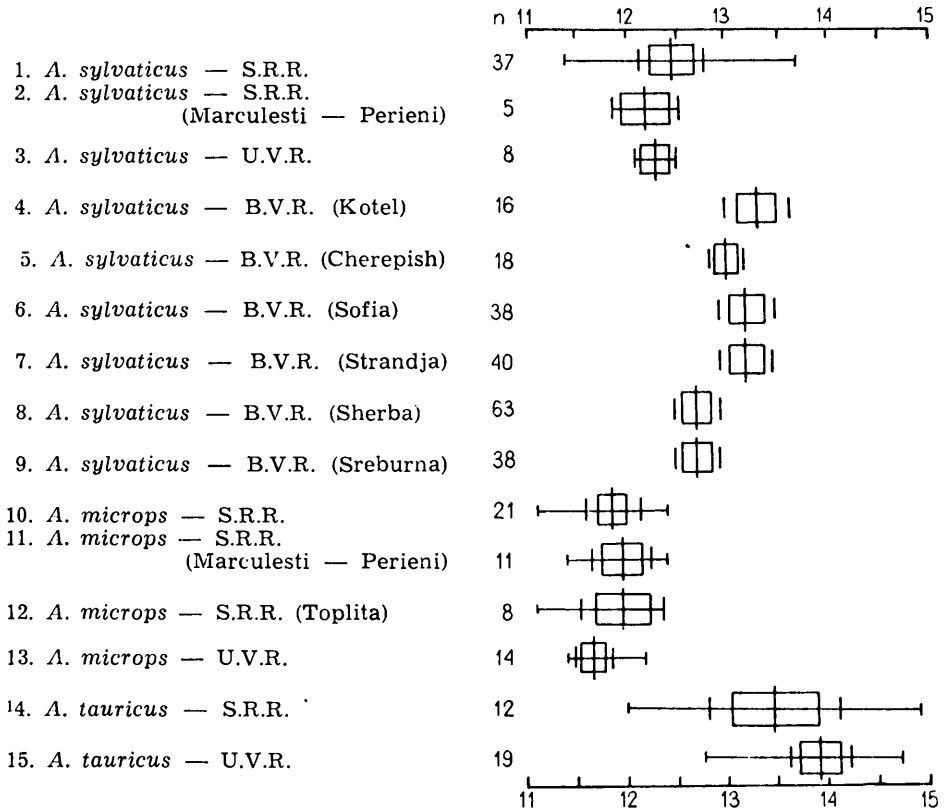 n 11 12 13 14 15
1. A. sylvaticus — S.R.R. 37
2. A. sylvaticus — S.R.R.
(Marculesti — Perieni) 5
3. A. sylvaticus — U.V.R. 8
4. A. sylvaticus — B.V.R. (Kotel) 16
5. A. sylvaticus — B.V.R. (Cherepish) 18
6. A. sylvaticus — B.V.R. (Sofia) 38
7. A. sylvaticus — B.V.R. (Strandja) 40
8. A. sylvaticus — B.V.R. (Sherba) 63
9. A. sylvaticus — B.V.R. (Sreburna) 38
10. A. microps — S.R.R. 21
11. A. microps — S.R.R.
(Marculesti — Perieni) 11
12. A. microps — S.R.R. (Toplita) 8
13. A. microps — U.V.R. 14
14. A. tauricus — S.R.R. 12
15. A. tauricus — U.V.R. 19
11 12 13 14 15